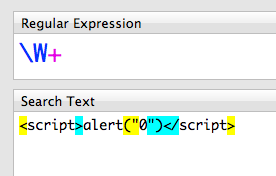 Regular Expression
\W+
Search Text
<script>alert("0")</script>